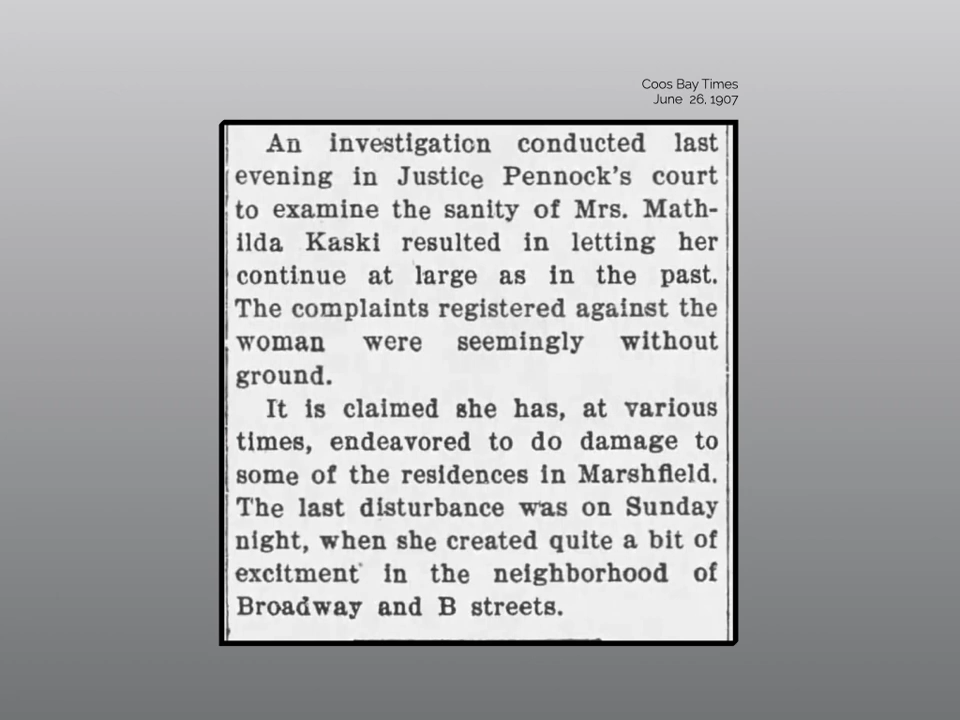 Coos Bay Times
June 26, 1907
An investigation conducted last
evening in Justice Pennock's court
to examine the sanity of Mrs. Math-
ilda Kaski resulted in letting her
continue at large as in the past.
The complaints registered against the
woman were seemingly without
ground.
It is claimed she has, at various
times, endeavored to do damage to
some of the residences in Marshfield.
The last disturbance was on Sunday
night, when she created quite a bit of
excitment in the neighborhood of
Broadway and B streets.